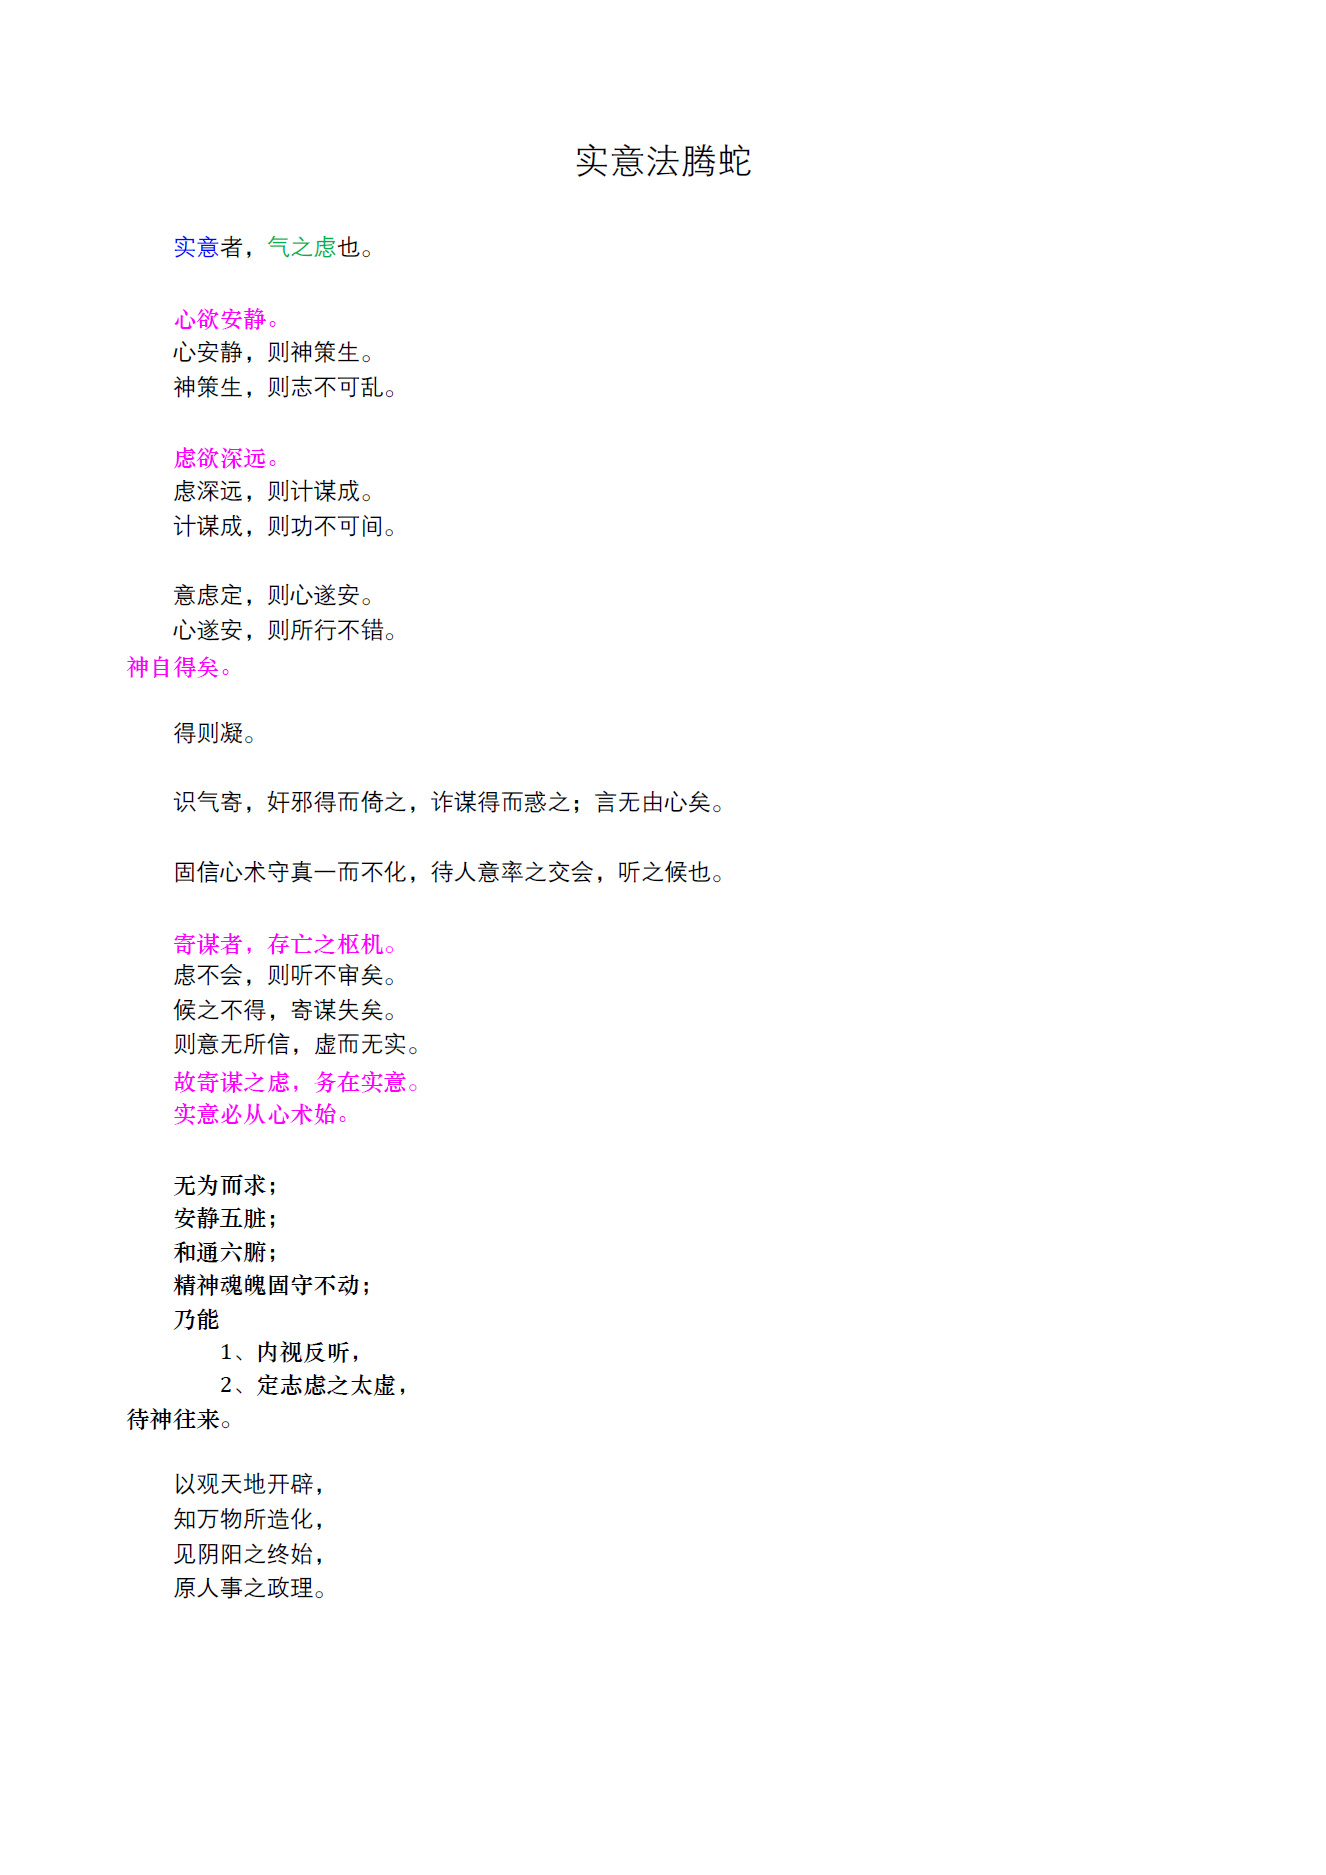 实意法腾蛇
实意者，气之虑也。
心欲安静。
心安静，则神策生。
神策生，则志不可乱。
虑欲深远。
虑深远，则计谋成。
计谋成，则功不可间。
意虑定，则心遂安。
心遂安，则所行不错。
神自得矣。
得则凝。
识气寄，奸邪得而倚之，诈谋得而惑之；言无由心矣。
固信心术守真一而不化，待人意率之交会，听之候也。
寄谋者，存亡之枢机。
虑不会，则听不审矣。
候之不得，寄谋失矣。
则意无所信，虚而无实。
故寄谋之虑，务在实意。
实意必从心术始。
无为而求；
安静五脏；
和通六腑；
精神魂魄固守不动；
乃能
1、内视反听，
2、定志虑之太虚，
待神往来。
以观天地开辟，
知万物所造化，
见阴阳之终始，
原人事之政理。